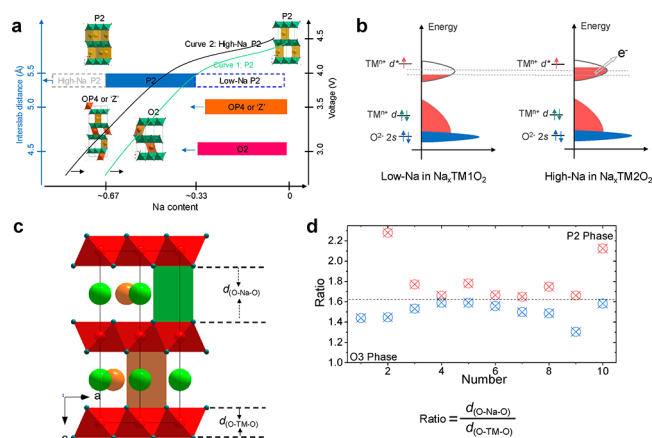 a
P2
Curve 2: High-Na P2
P2
Curve 1: P2
High-Na P2
P2
Low-Na P2
OP4 or 'Z'
O2
OP4 or 'Z'
O2
Interslab distance (Å)
5.5
5.0
4.5
Voltage (V)
4.5
4.0
3.5
3.0
~0.67
~0.33
0
Na content
b
Energy
Energy
e-
TMⁿ⁺ d*
TMⁿ⁺ d*
TMⁿ⁺ d
TMⁿ⁺ d
O²⁻ 2s
O²⁻ 2s
Low-Na in NaₓTM1O₂
High-Na in NaₓTM2O₂
c
d(O-Na-O)
d(O-TM-O)
a
d
P2 Phase
O3 Phase
Ratio
2.2
2.0
1.8
1.6
1.4
1.2
2
4
6
8
10
Number
Ratio = d(O-Na-O)
d(O-TM-O)